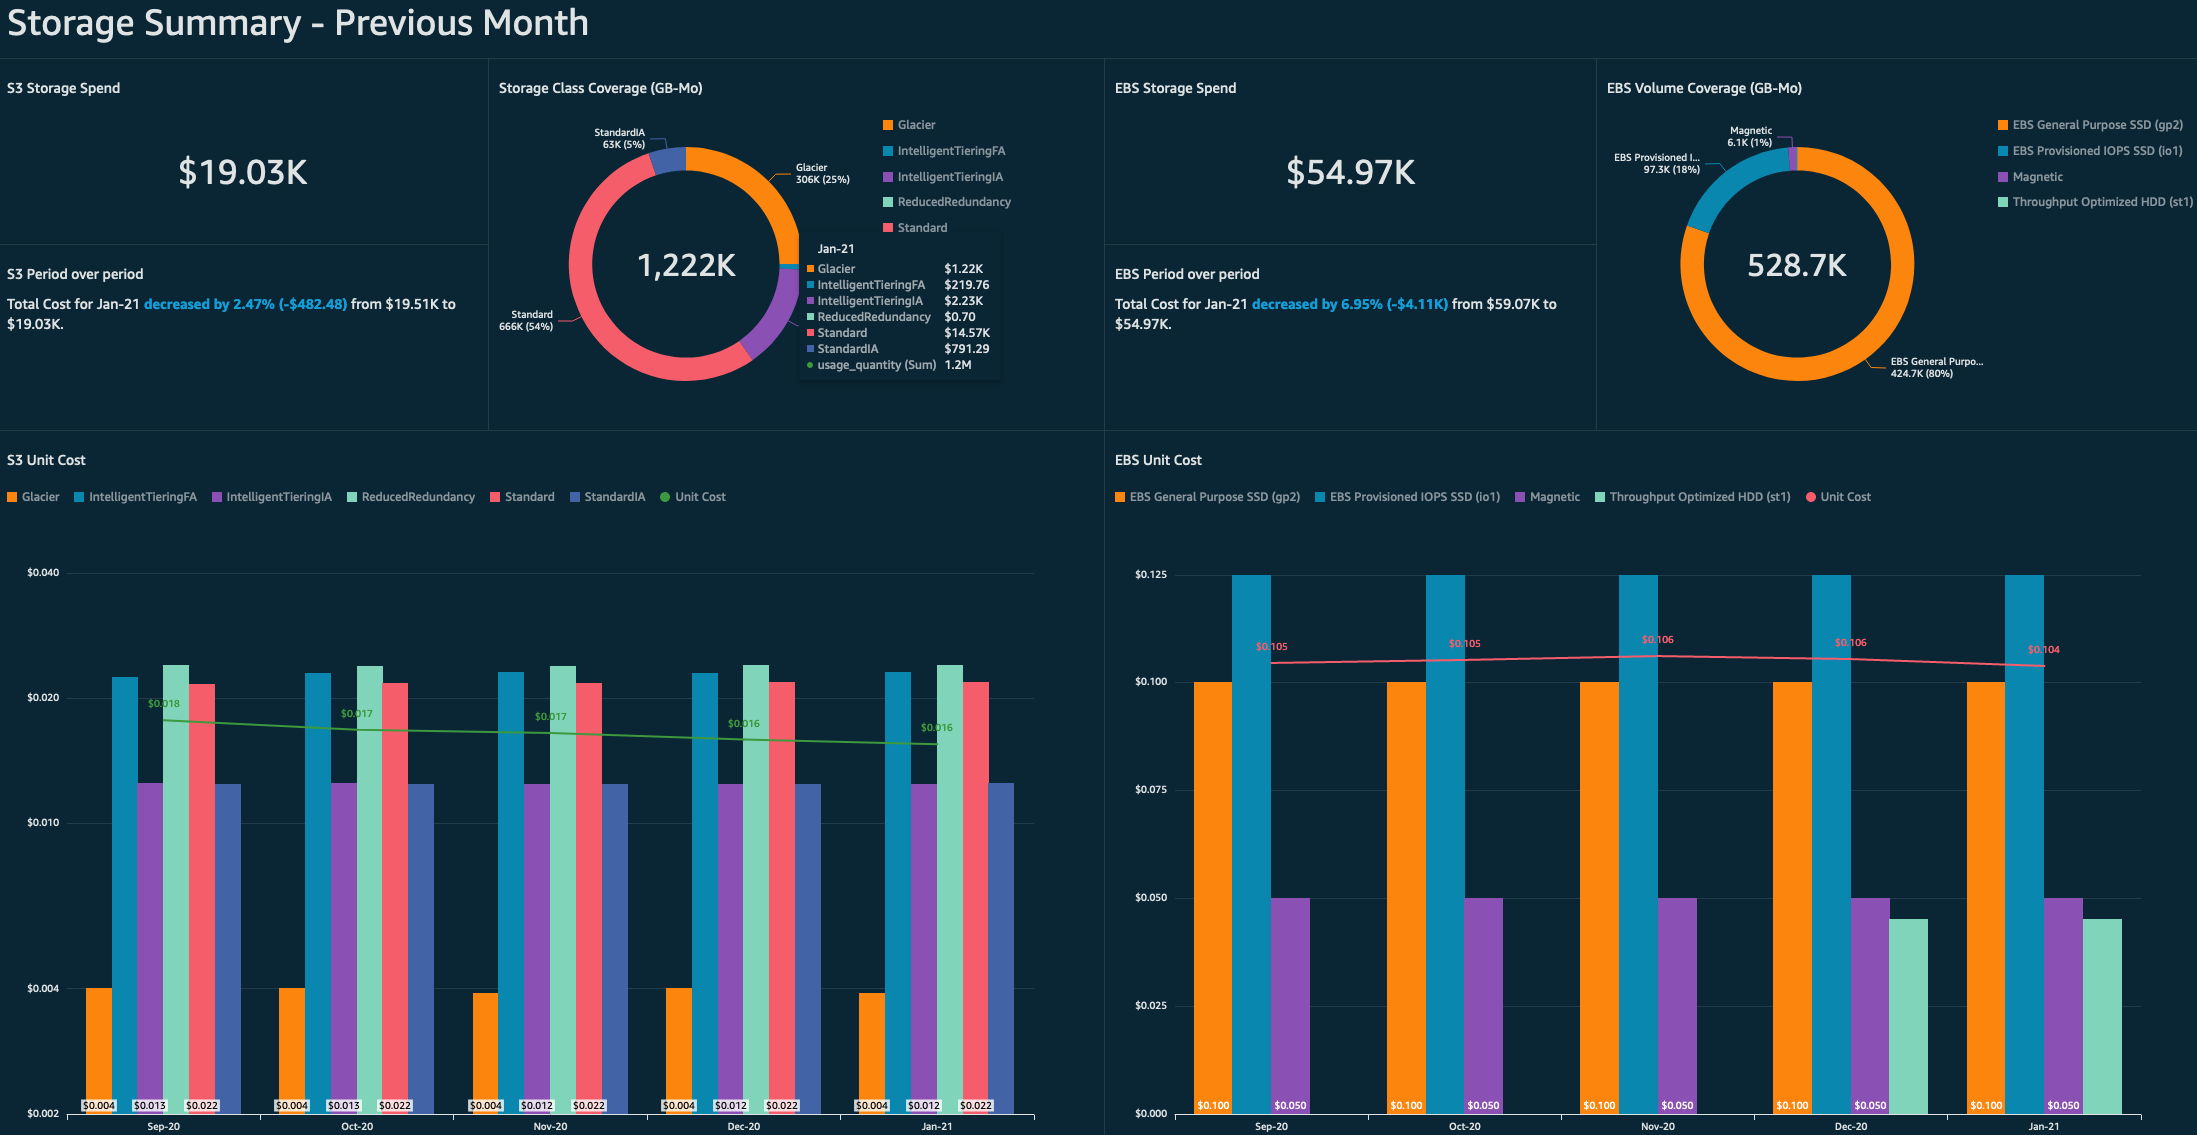 Storage Summary - Previous Month
S3 Storage Spend
$19.03K
S3 Period over period
Total Cost for Jan-21 decreased by 2.47% (-$482.48) from $19.51K to
$19.03K.
Storage Class Coverage (GB-Mo)
StandardIA
63K (5%)
Glacier
306K (25%)
Standard
666K (54%)
1,222K
Glacier
IntelligentTieringFA
IntelligentTieringIA
ReducedRedundancy
Standard
Jan-21
Glacier $1.22K
IntelligentTieringFA $219.76
IntelligentTieringIA $2.23K
ReducedRedundancy $0.70
Standard $14.57K
StandardIA $791.29
usage_quantity (Sum) 1.2M
EBS Storage Spend
$54.97K
EBS Period over period
Total Cost for Jan-21 decreased by 6.95% (-$4.11K) from $59.07K to
$54.97K.
EBS Volume Coverage (GB-Mo)
Magnetic
6.1K (1%)
EBS Provisioned I...
97.3K (18%)
528.7K
EBS General Purpo...
424.7K (80%)
EBS General Purpose SSD (gp2)
EBS Provisioned IOPS SSD (io1)
Magnetic
Throughput Optimized HDD (st1)
S3 Unit Cost
Glacier IntelligentTieringFA IntelligentTieringIA ReducedRedundancy Standard StandardIA Unit Cost
$0.040
$0.020
$0.010
$0.004
$0.002
$0.018 $0.017 $0.017 $0.016 $0.016
$0.004 $0.013 $0.022 $0.004 $0.013 $0.022 $0.004 $0.012 $0.022 $0.004 $0.012 $0.022 $0.004 $0.012 $0.022
Sep-20 Oct-20 Nov-20 Dec-20 Jan-21
EBS Unit Cost
EBS General Purpose SSD (gp2) EBS Provisioned IOPS SSD (io1) Magnetic Throughput Optimized HDD (st1) Unit Cost
$0.125
$0.100
$0.075
$0.050
$0.025
$0.000
$0.105 $0.105 $0.106 $0.106 $0.104
$0.100 $0.050 $0.100 $0.050 $0.100 $0.050 $0.100 $0.050 $0.100 $0.050
Sep-20 Oct-20 Nov-20 Dec-20 Jan-21